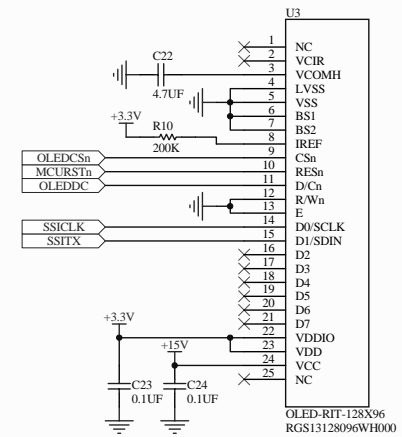 U3
1 NC
2 VCIR
C22
3 VCOMH
4.7UF
4 LVSS
5 VSS
6 BS1
+3.3V
7 BS2
R10
8 IREF
200K
OLEDCSn 9 CSn
MCURSTn 10 RESn
OLEDDC 11 D/Cn
12 R/Wn
13 E
SSICLK 14 D0/SCLK
SSITX 15 D1/SDIN
16 D2
17 D3
18 D4
19 D5
20 D6
21 D7
+3.3V
22 VDDIO
23 VDD
+15V
24 VCC
25 NC
C23 C24
0.1UF 0.1UF
OLED-RIT-128X96
RGS13128096WH000